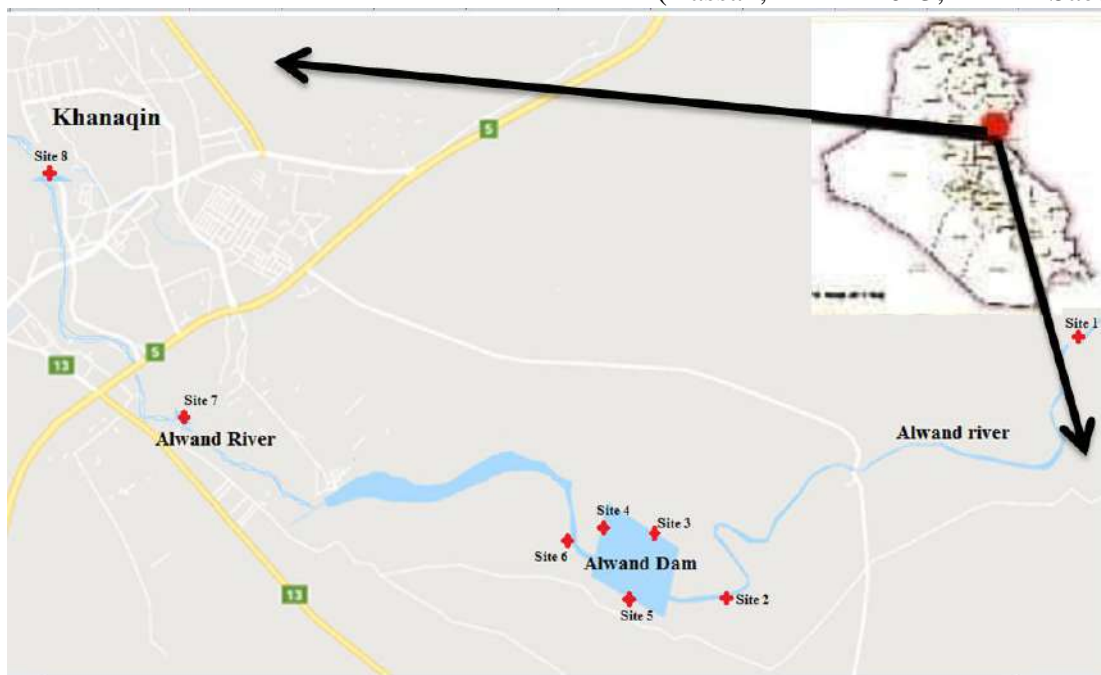 Khanaqin
5
Site 8
Site 1
5
13
Site 7
Alwand River
Alwand river
Site 4
Site 3
Site 6
Alwand Dam
13
Site 5
Site 2